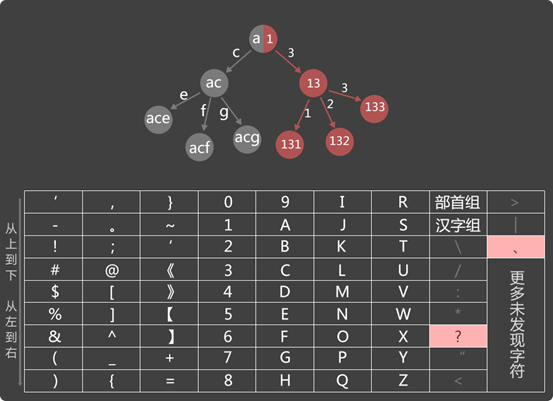 a 1
c 3
ac 13
e f g 1 2 3
ace acf acg 131 132 133
从上到下 从左到右
‘ , } 0 9 I R 部首组 >
- 。 ~ 1 A J S 汉字组 |
! ; ‘ 2 B K T \ 、
# @ 《 3 C L U /
$ [ 》 4 D M V :
% ] 【 5 E N W *
& ^ 】 6 F O X ?
( _ + 7 G P Y “
) { = 8 H Q Z <
更多未发现字符